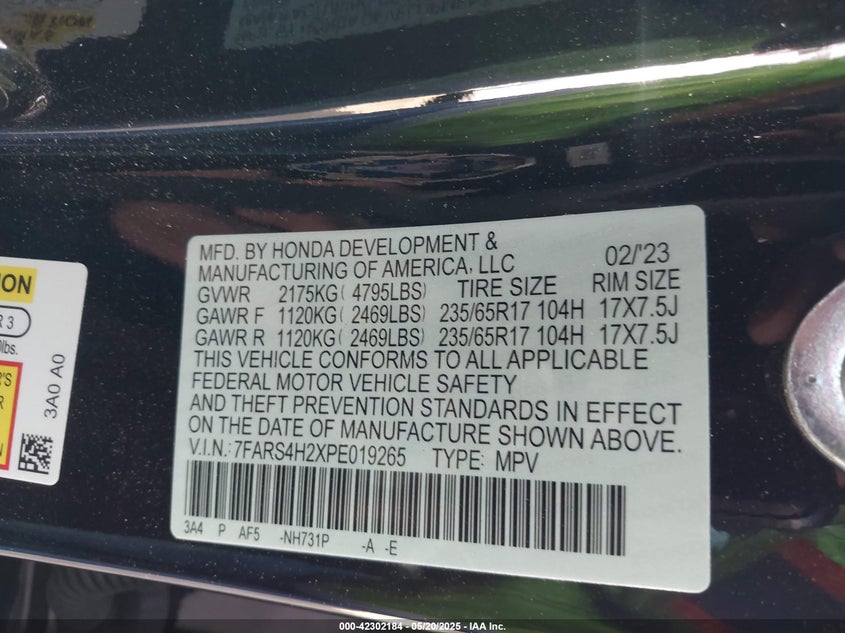 MFD. BY HONDA DEVELOPMENT &
MANUFACTURING OF AMERICA, LLC 02/'23
GVWR 2175KG( 4795LBS) TIRE SIZE RIM SIZE
GAWR F 1120KG( 2469LBS) 235/65R17 104H 17X7.5J
GAWR R 1120KG( 2469LBS) 235/65R17 104H 17X7.5J
THIS VEHICLE CONFORMS TO ALL APPLICABLE
FEDERAL MOTOR VEHICLE SAFETY
AND THEFT PREVENTION STANDARDS IN EFFECT
ON THE DATE OF MANUFACTURE SHOWN ABOVE.
V.I.N.: 7FARS4H2XPE019265 TYPE: MPV
3A4 P AF5 -NH731P -A -E
3A0 A0
000-42302184 - 05/20/2025 - IAA Inc.